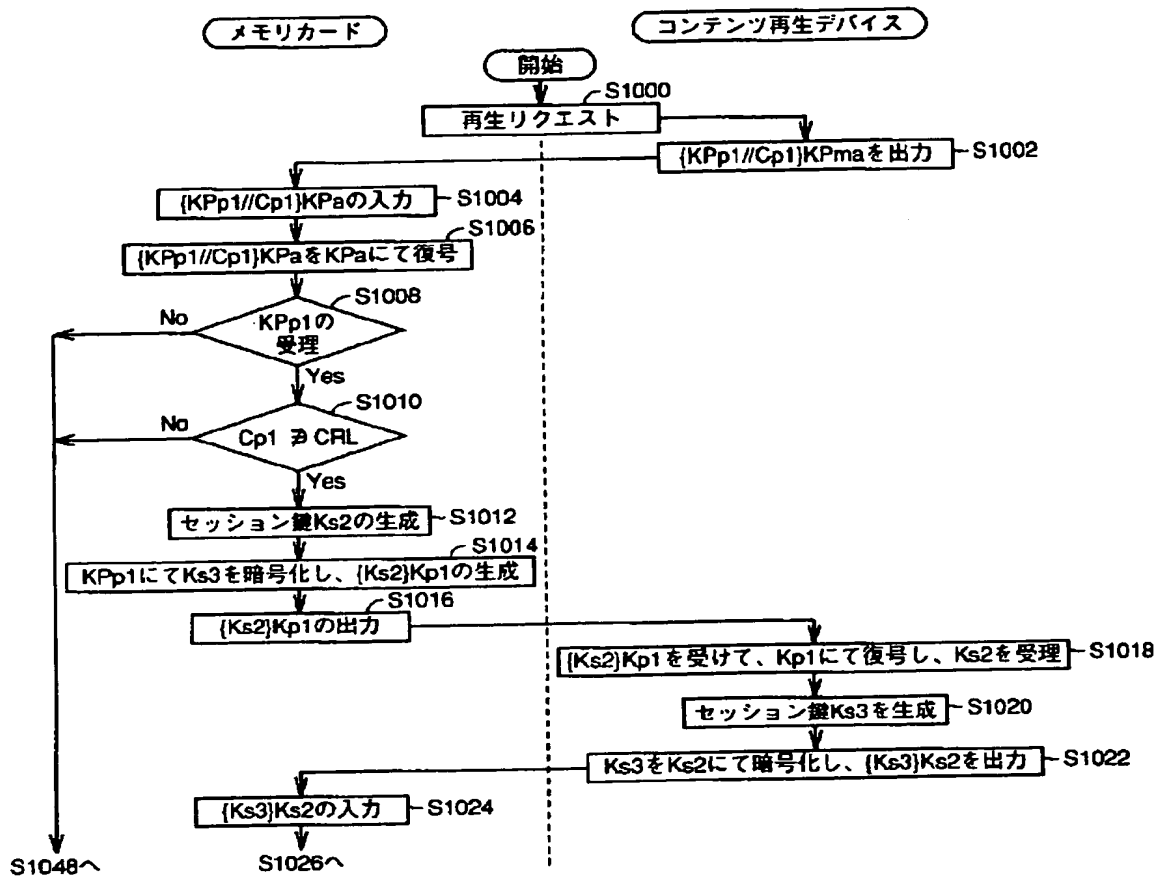 メモリカード
コンテンツ再生デバイス
開始
S1000
再生リクエスト
{KPp1//Cp1}KPmaを出力
S1002
{KPp1//Cp1}KPaの入力
S1004
S1006
{KPp1//Cp1}KPaをKPaにて復号
S1008
No
KPp1の
受理
Yes
S1010
No
Cp1 ∌ CRL
Yes
セッション鍵Ks2の生成
S1012
S1014
KPp1にてKs3を暗号化し、{Ks2}Kp1の生成
S1016
{Ks2}Kp1の出力
{Ks2}Kp1を受けて、Kp1にて復号し、Ks2を受理
S1018
セッション鍵Ks3を生成
S1020
Ks3をKs2にて暗号化し、{Ks3}Ks2を出力
S1022
{Ks3}Ks2の入力
S1024
S1048へ
S1026へ